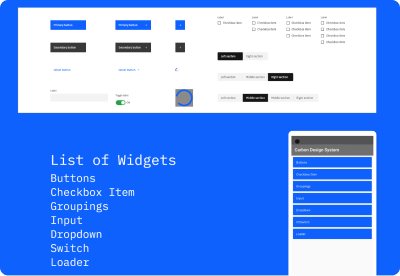 Primary button
Primary button
Label
Label
Label
Label
Checkbox item
Checkbox item
Checkbox item
Checkbox item
Checkbox item
Checkbox item
Checkbox item
Checkbox item
Checkbox item
Checkbox item
Secondary button
Secondary button
Left section
Right section
Ghost button
Ghost button
Left section
Middle section
Right section
Label
Toggle label
On
Left section
Middle section
Middle section
Right section
List of Widgets
Buttons
Checkbox Item
Groupings
Input
Dropdown
Switch
Loader
Carbon Design System
Buttons
Checkbox Item
Groupings
Input
Dropdown
Loader